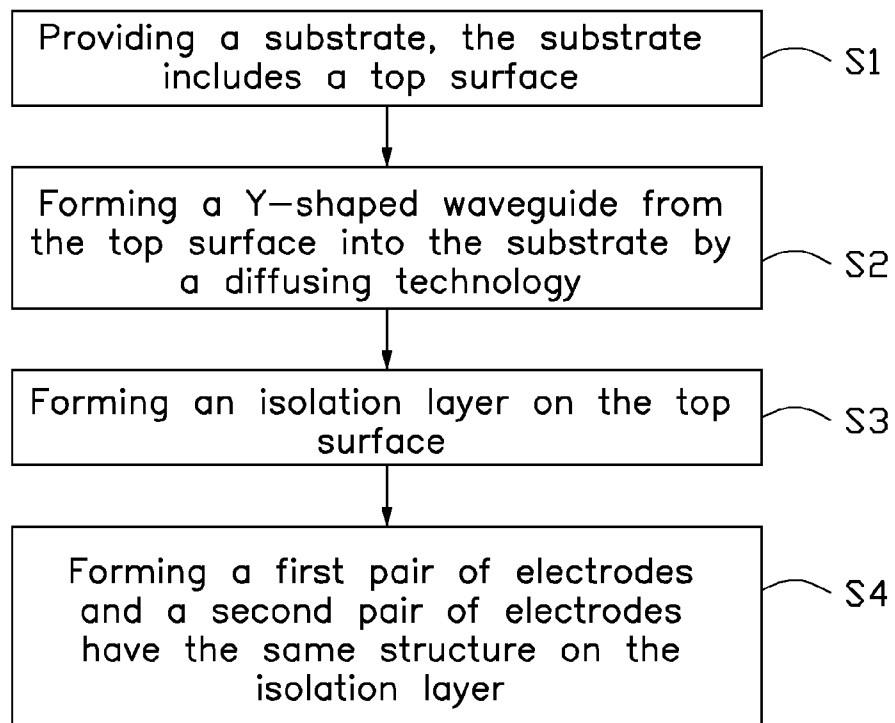 Providing a substrate, the substrate
includes a top surface
S1
Forming a Y-shaped waveguide from
the top surface into the substrate by
a diffusing technology
S2
Forming an isolation layer on the top
surface
S3
Forming a first pair of electrodes
and a second pair of electrodes
have the same structure on the
isolation layer
S4